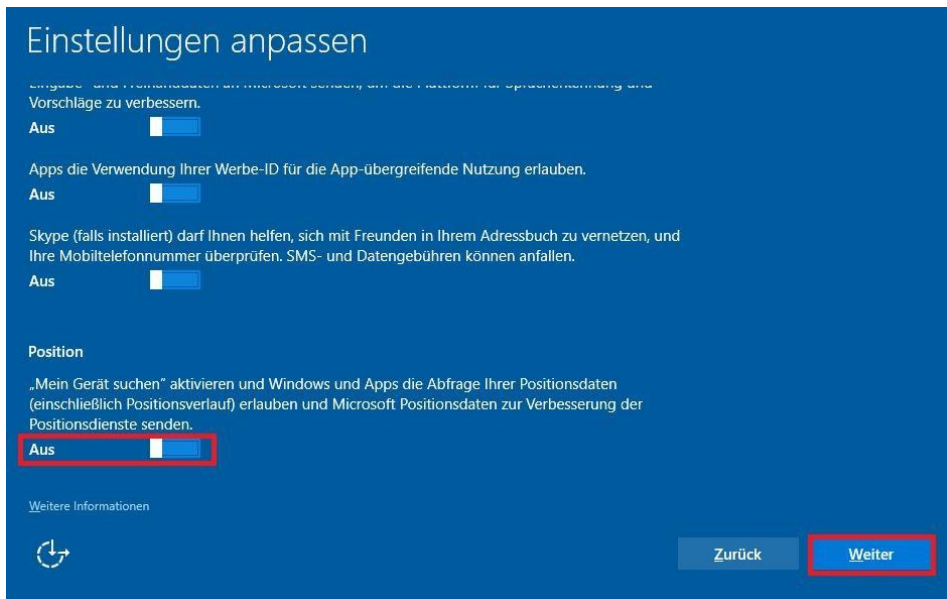 Einstellungen anpassen
Vorschläge zu verbessern.
Aus
Apps die Verwendung Ihrer Werbe-ID für die App-übergreifende Nutzung erlauben.
Aus
Skype (falls installiert) darf Ihnen helfen, sich mit Freunden in Ihrem Adressbuch zu vernetzen, und
Ihre Mobiltelefonnummer überprüfen. SMS- und Datengebühren können anfallen.
Aus
Position
„Mein Gerät suchen“ aktivieren und Windows und Apps die Abfrage Ihrer Positionsdaten
(einschließlich Positionsverlauf) erlauben und Microsoft Positionsdaten zur Verbesserung der
Positionsdienste senden.
Aus
Weitere Informationen
Zurück
Weiter